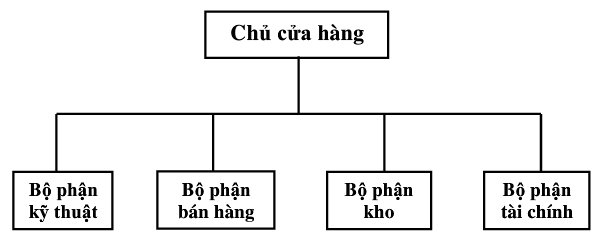 Chủ cửa hàng
Bộ phận
kỹ thuật
Bộ phận
bán hàng
Bộ phận
kho
Bộ phận
tài chính